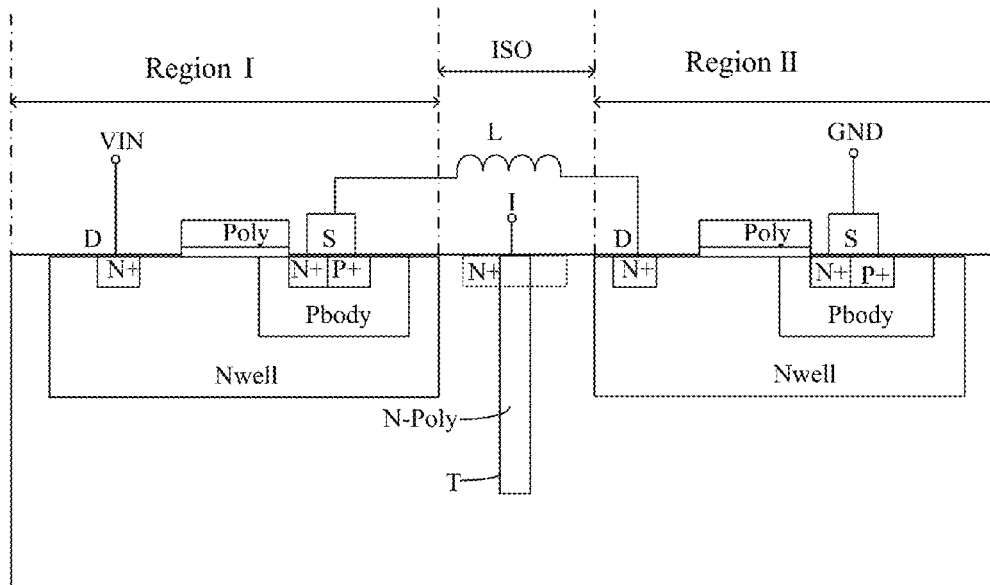 Region I
ISO
Region II
VIN
L
GND
I
D
Poly
S
D
Poly
S
N+
N+
P+
N+
N+
N+
P+
Pbody
Pbody
Nwell
Nwell
N-Poly
T